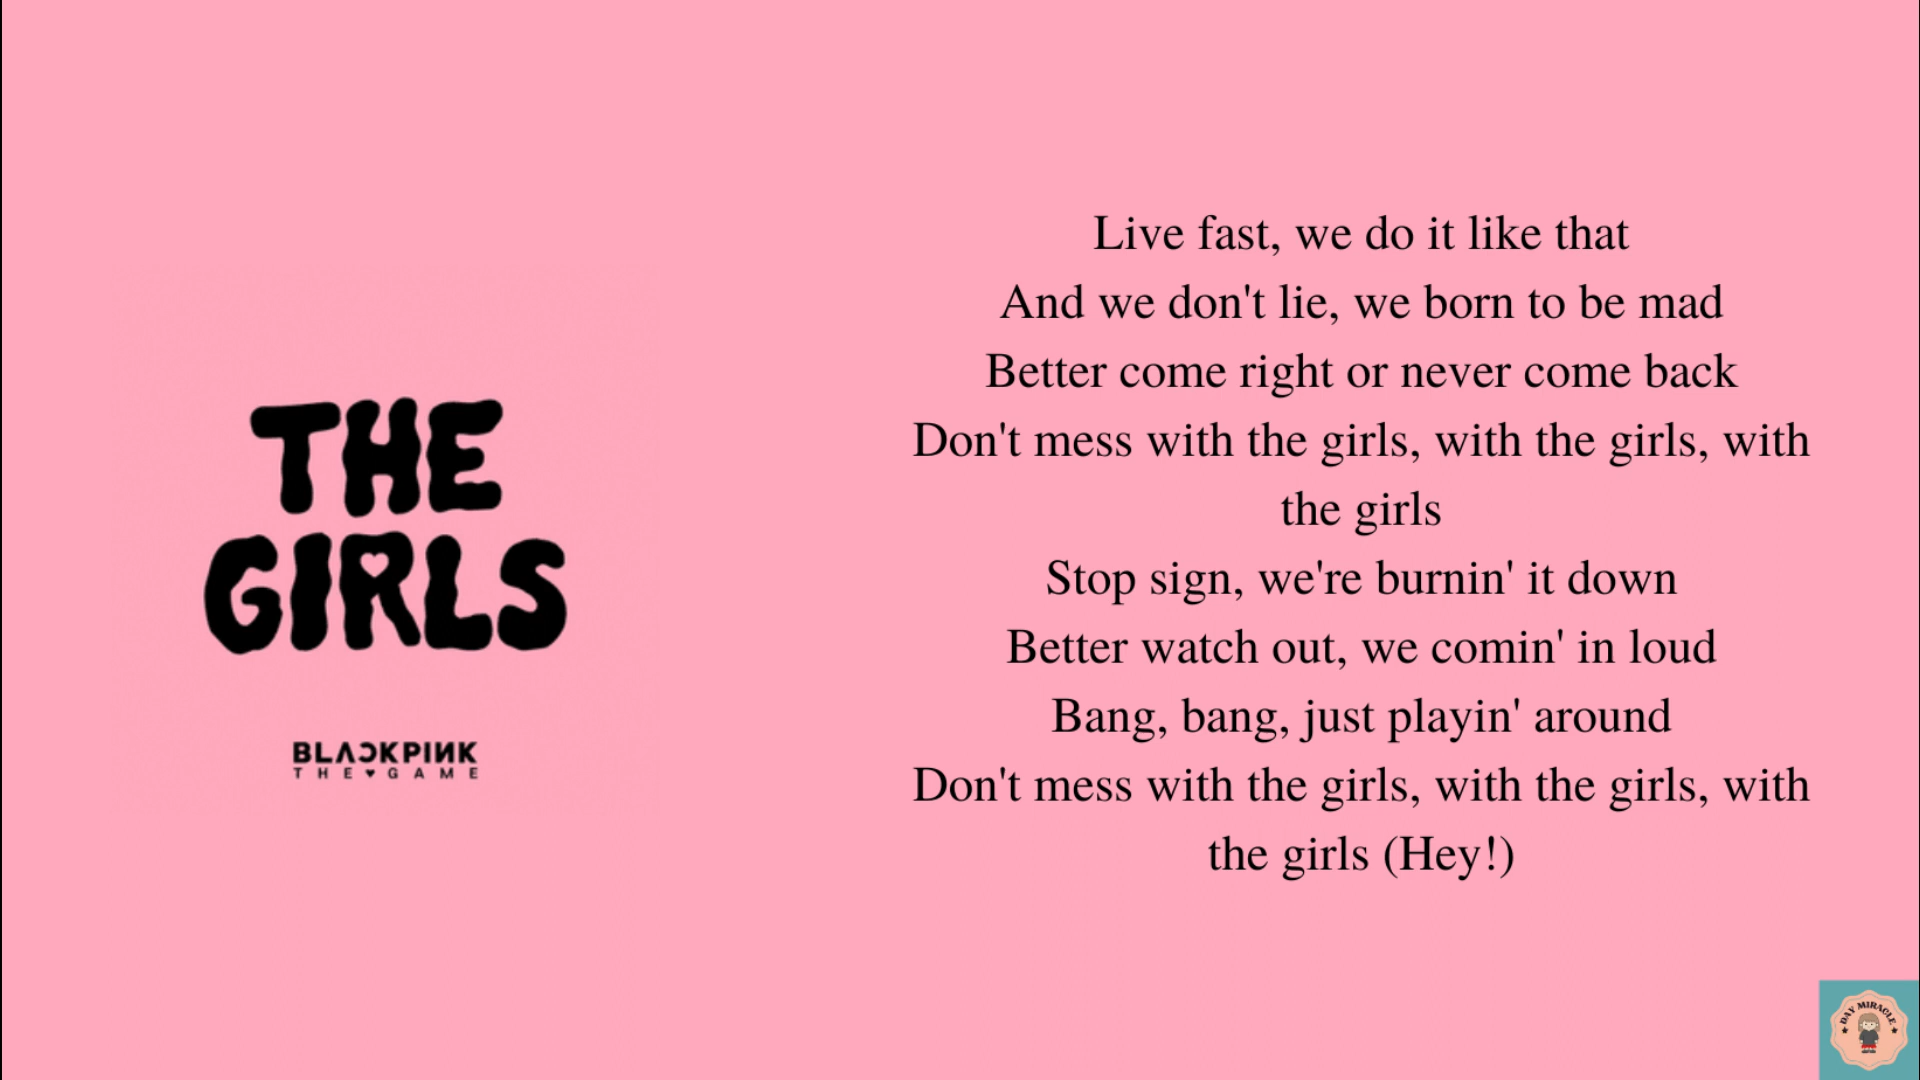 THE
GIRLS
BLACKPINK
THE♥GAME
Live fast, we do it like that
And we don't lie, we born to be mad
Better come right or never come back
Don't mess with the girls, with the girls, with
the girls
Stop sign, we're burnin' it down
Better watch out, we comin' in loud
Bang, bang, just playin' around
Don't mess with the girls, with the girls, with
the girls (Hey!)
DAY MIRACLE